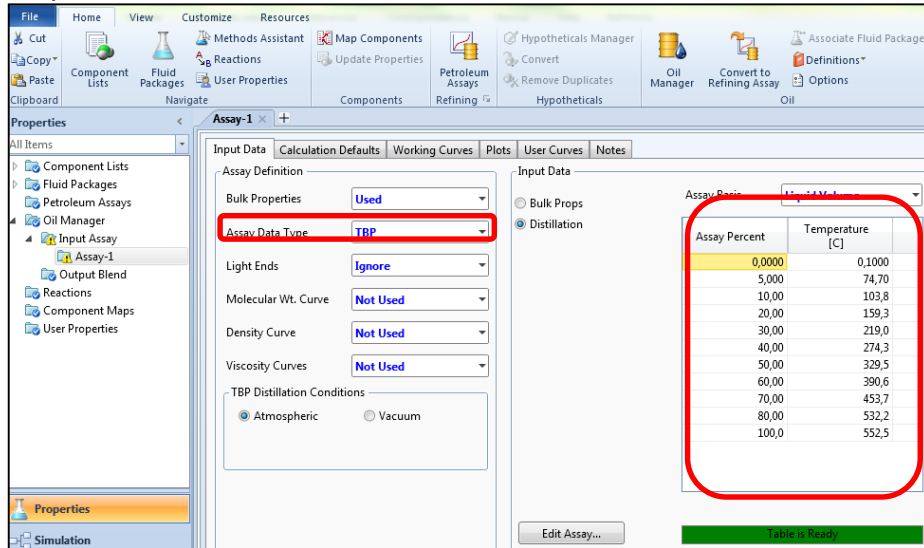 File Home View Customize Resources
Cut
Copy
Paste
Clipboard
Component Lists
Fluid Packages
Methods Assistant
Reactions
User Properties
Navigate
Map Components
Update Properties
Components
Petroleum Assays
Refining
Hypotheticals Manager
Convert
Remove Duplicates
Hypotheticals
Oil Manager
Convert to Refining Assay
Associate Fluid Package
Definitions
Options
Oil
Properties <
All Items
Component Lists
Fluid Packages
Petroleum Assays
Oil Manager
Input Assay
Assay-1
Output Blend
Reactions
Component Maps
User Properties
Properties
Simulation
Assay-1 × +
Input Data Calculation Defaults Working Curves Plots User Curves Notes
Assay Definition
Bulk Properties Used
Assay Data Type TBP
Light Ends Ignore
Molecular Wt. Curve Not Used
Density Curve Not Used
Viscosity Curves Not Used
TBP Distillation Conditions
Atmospheric Vacuum
Input Data
Bulk Props
Distillation
Assay Basis Liquid Volume
Assay Percent Temperature [C]
0,0000 0,1000
5,000 74,70
10,00 103,8
20,00 159,3
30,00 219,0
40,00 274,3
50,00 329,5
60,00 390,6
70,00 453,7
80,00 532,2
100,0 552,5
Edit Assay... Table is Ready